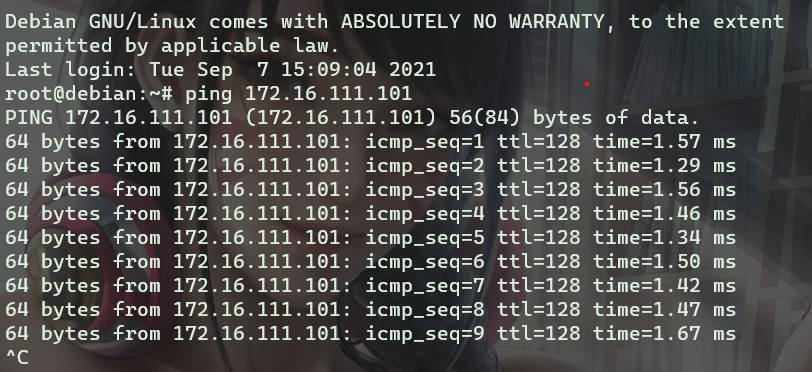 Debian GNU/Linux comes with ABSOLUTELY NO WARRANTY, to the extent
permitted by applicable law.
Last login: Tue Sep  7 15:09:04 2021
root@debian:~# ping 172.16.111.101
PING 172.16.111.101 (172.16.111.101) 56(84) bytes of data.
64 bytes from 172.16.111.101: icmp_seq=1 ttl=128 time=1.57 ms
64 bytes from 172.16.111.101: icmp_seq=2 ttl=128 time=1.29 ms
64 bytes from 172.16.111.101: icmp_seq=3 ttl=128 time=1.56 ms
64 bytes from 172.16.111.101: icmp_seq=4 ttl=128 time=1.46 ms
64 bytes from 172.16.111.101: icmp_seq=5 ttl=128 time=1.34 ms
64 bytes from 172.16.111.101: icmp_seq=6 ttl=128 time=1.50 ms
64 bytes from 172.16.111.101: icmp_seq=7 ttl=128 time=1.42 ms
64 bytes from 172.16.111.101: icmp_seq=8 ttl=128 time=1.47 ms
64 bytes from 172.16.111.101: icmp_seq=9 ttl=128 time=1.67 ms
^C